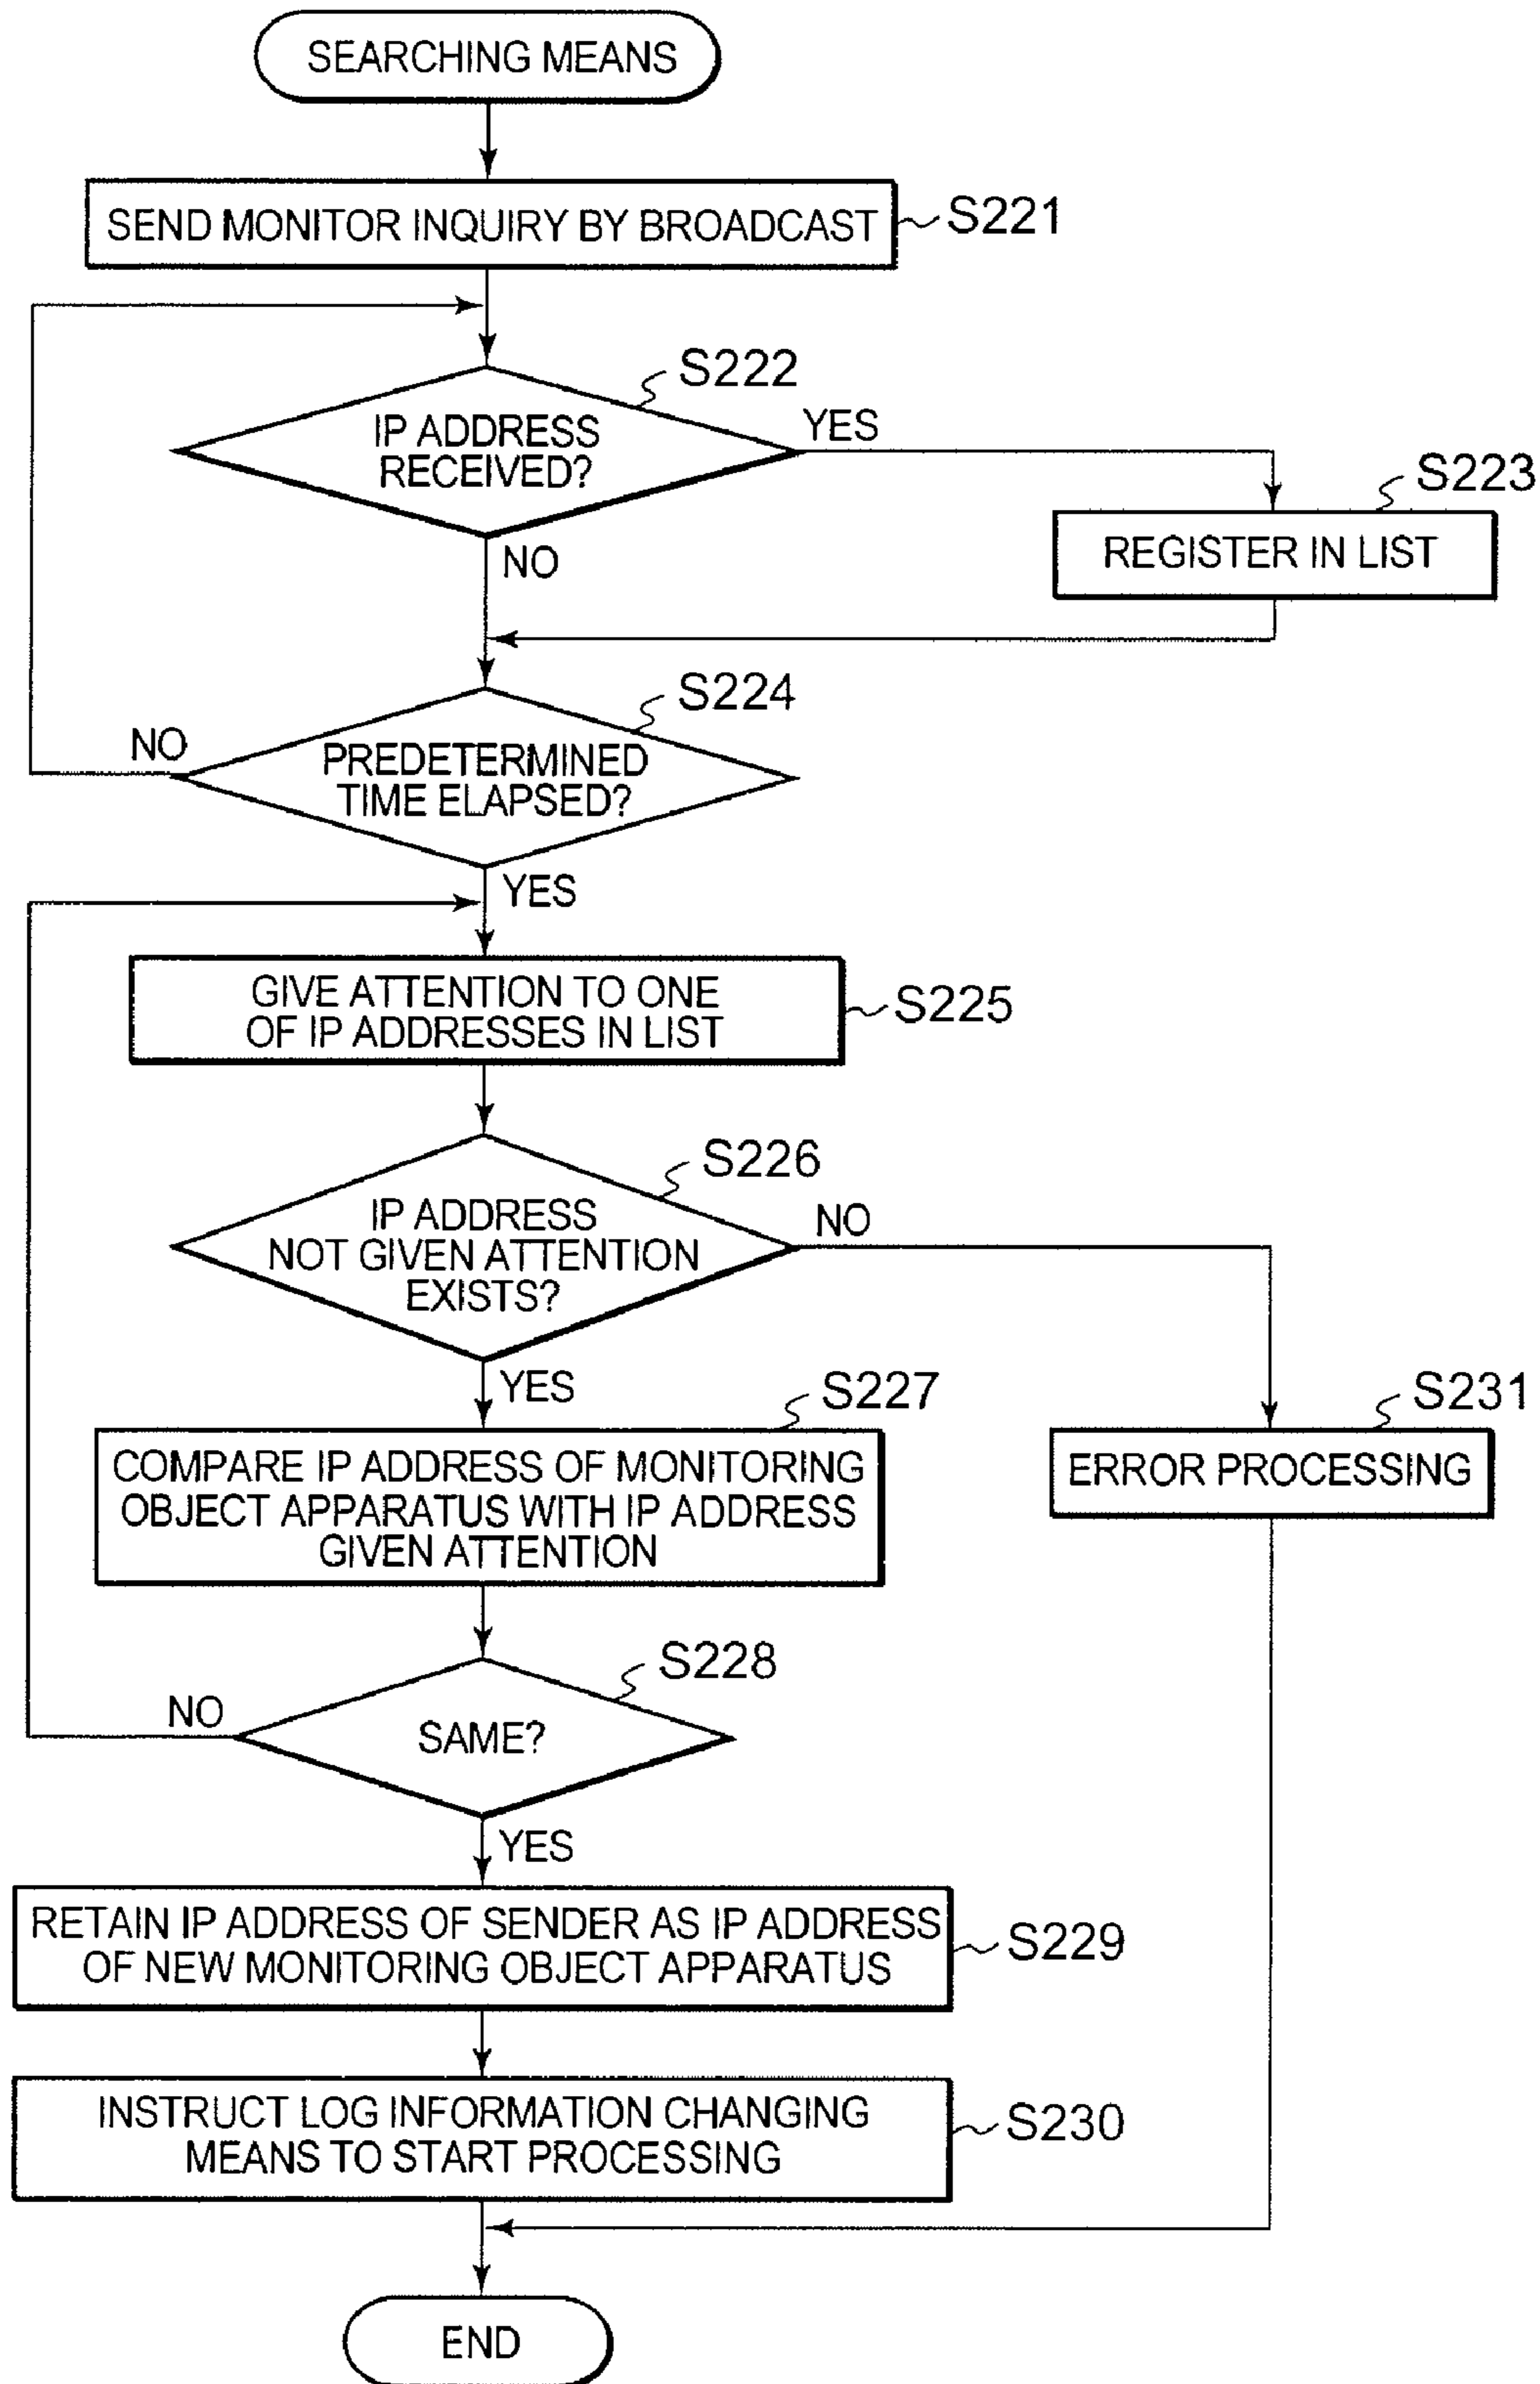 SEARCHING MEANS
SEND MONITOR INQUIRY BY BROADCAST
S221
S222
IP ADDRESS
RECEIVED?
YES
NO
S223
REGISTER IN LIST
S224
PREDETERMINED
TIME ELAPSED?
NO
YES
GIVE ATTENTION TO ONE
OF IP ADDRESSES IN LIST
S225
S226
IP ADDRESS
NOT GIVEN ATTENTION
EXISTS?
NO
YES
S227
COMPARE IP ADDRESS OF MONITORING
OBJECT APPARATUS WITH IP ADDRESS
GIVEN ATTENTION
S231
ERROR PROCESSING
S228
SAME?
NO
YES
RETAIN IP ADDRESS OF SENDER AS IP ADDRESS
OF NEW MONITORING OBJECT APPARATUS
S229
INSTRUCT LOG INFORMATION CHANGING
MEANS TO START PROCESSING
S230
END